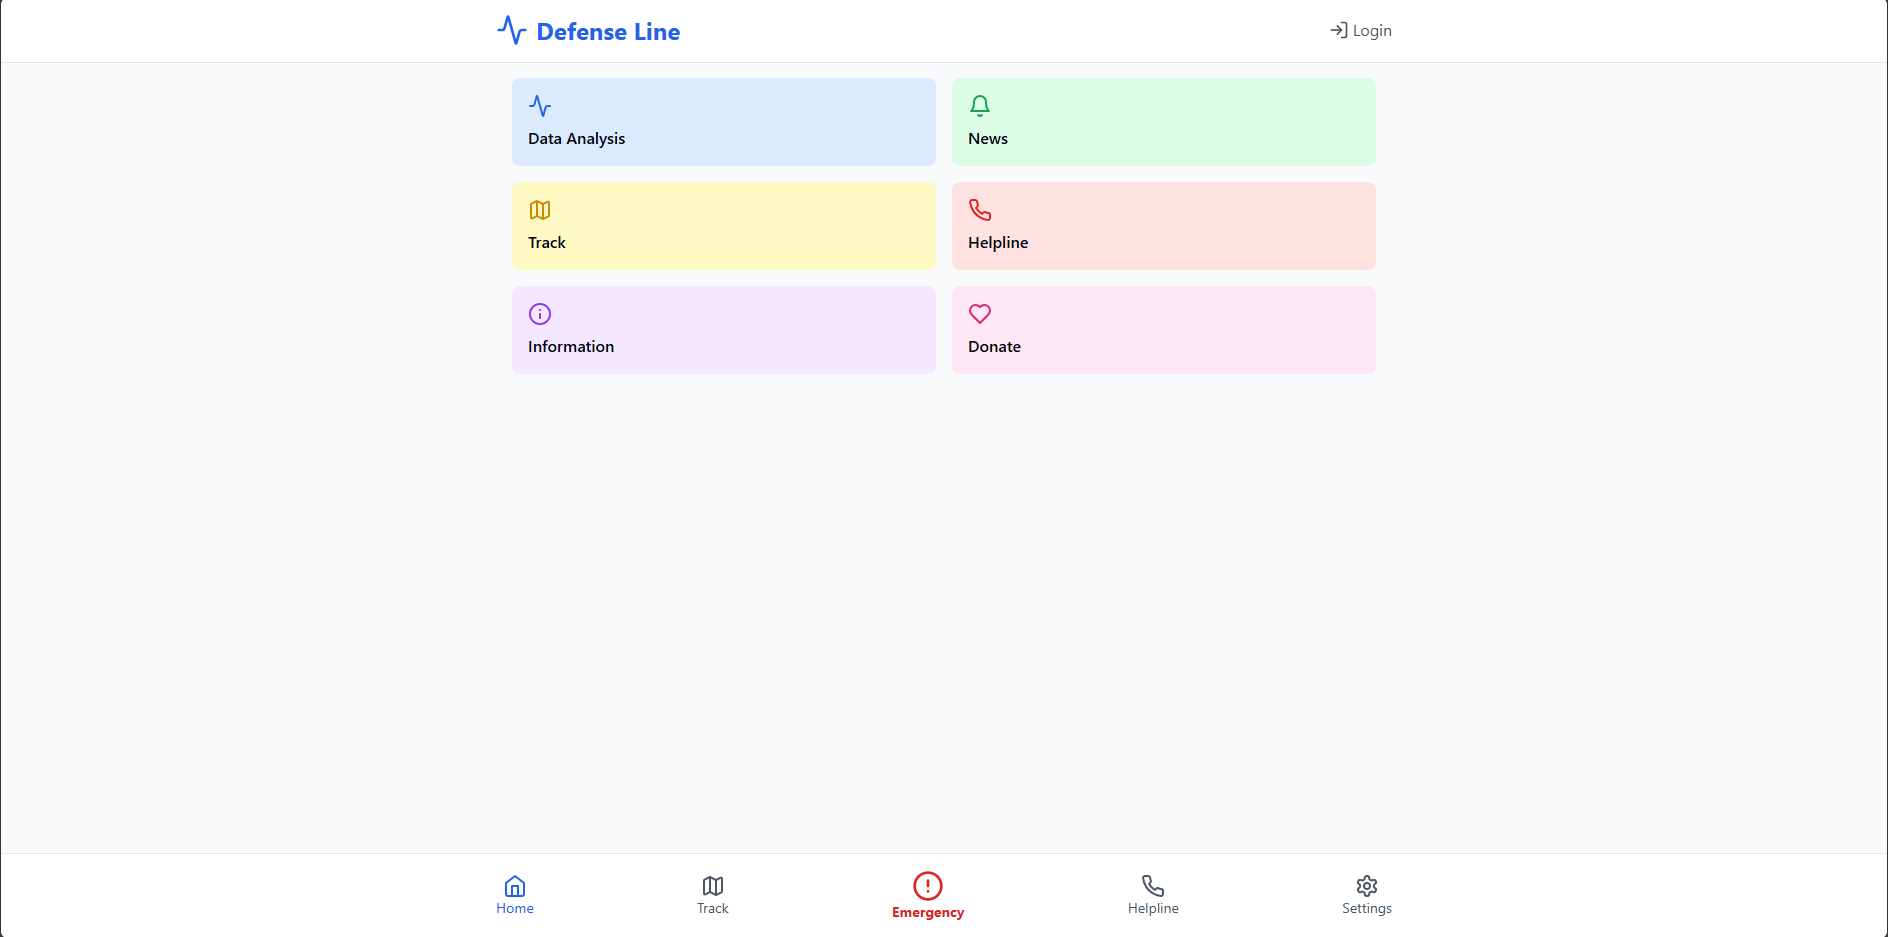 Defense Line
Login
Data Analysis
News
Track
Helpline
Information
Donate
Home
Track
Emergency
Helpline
Settings